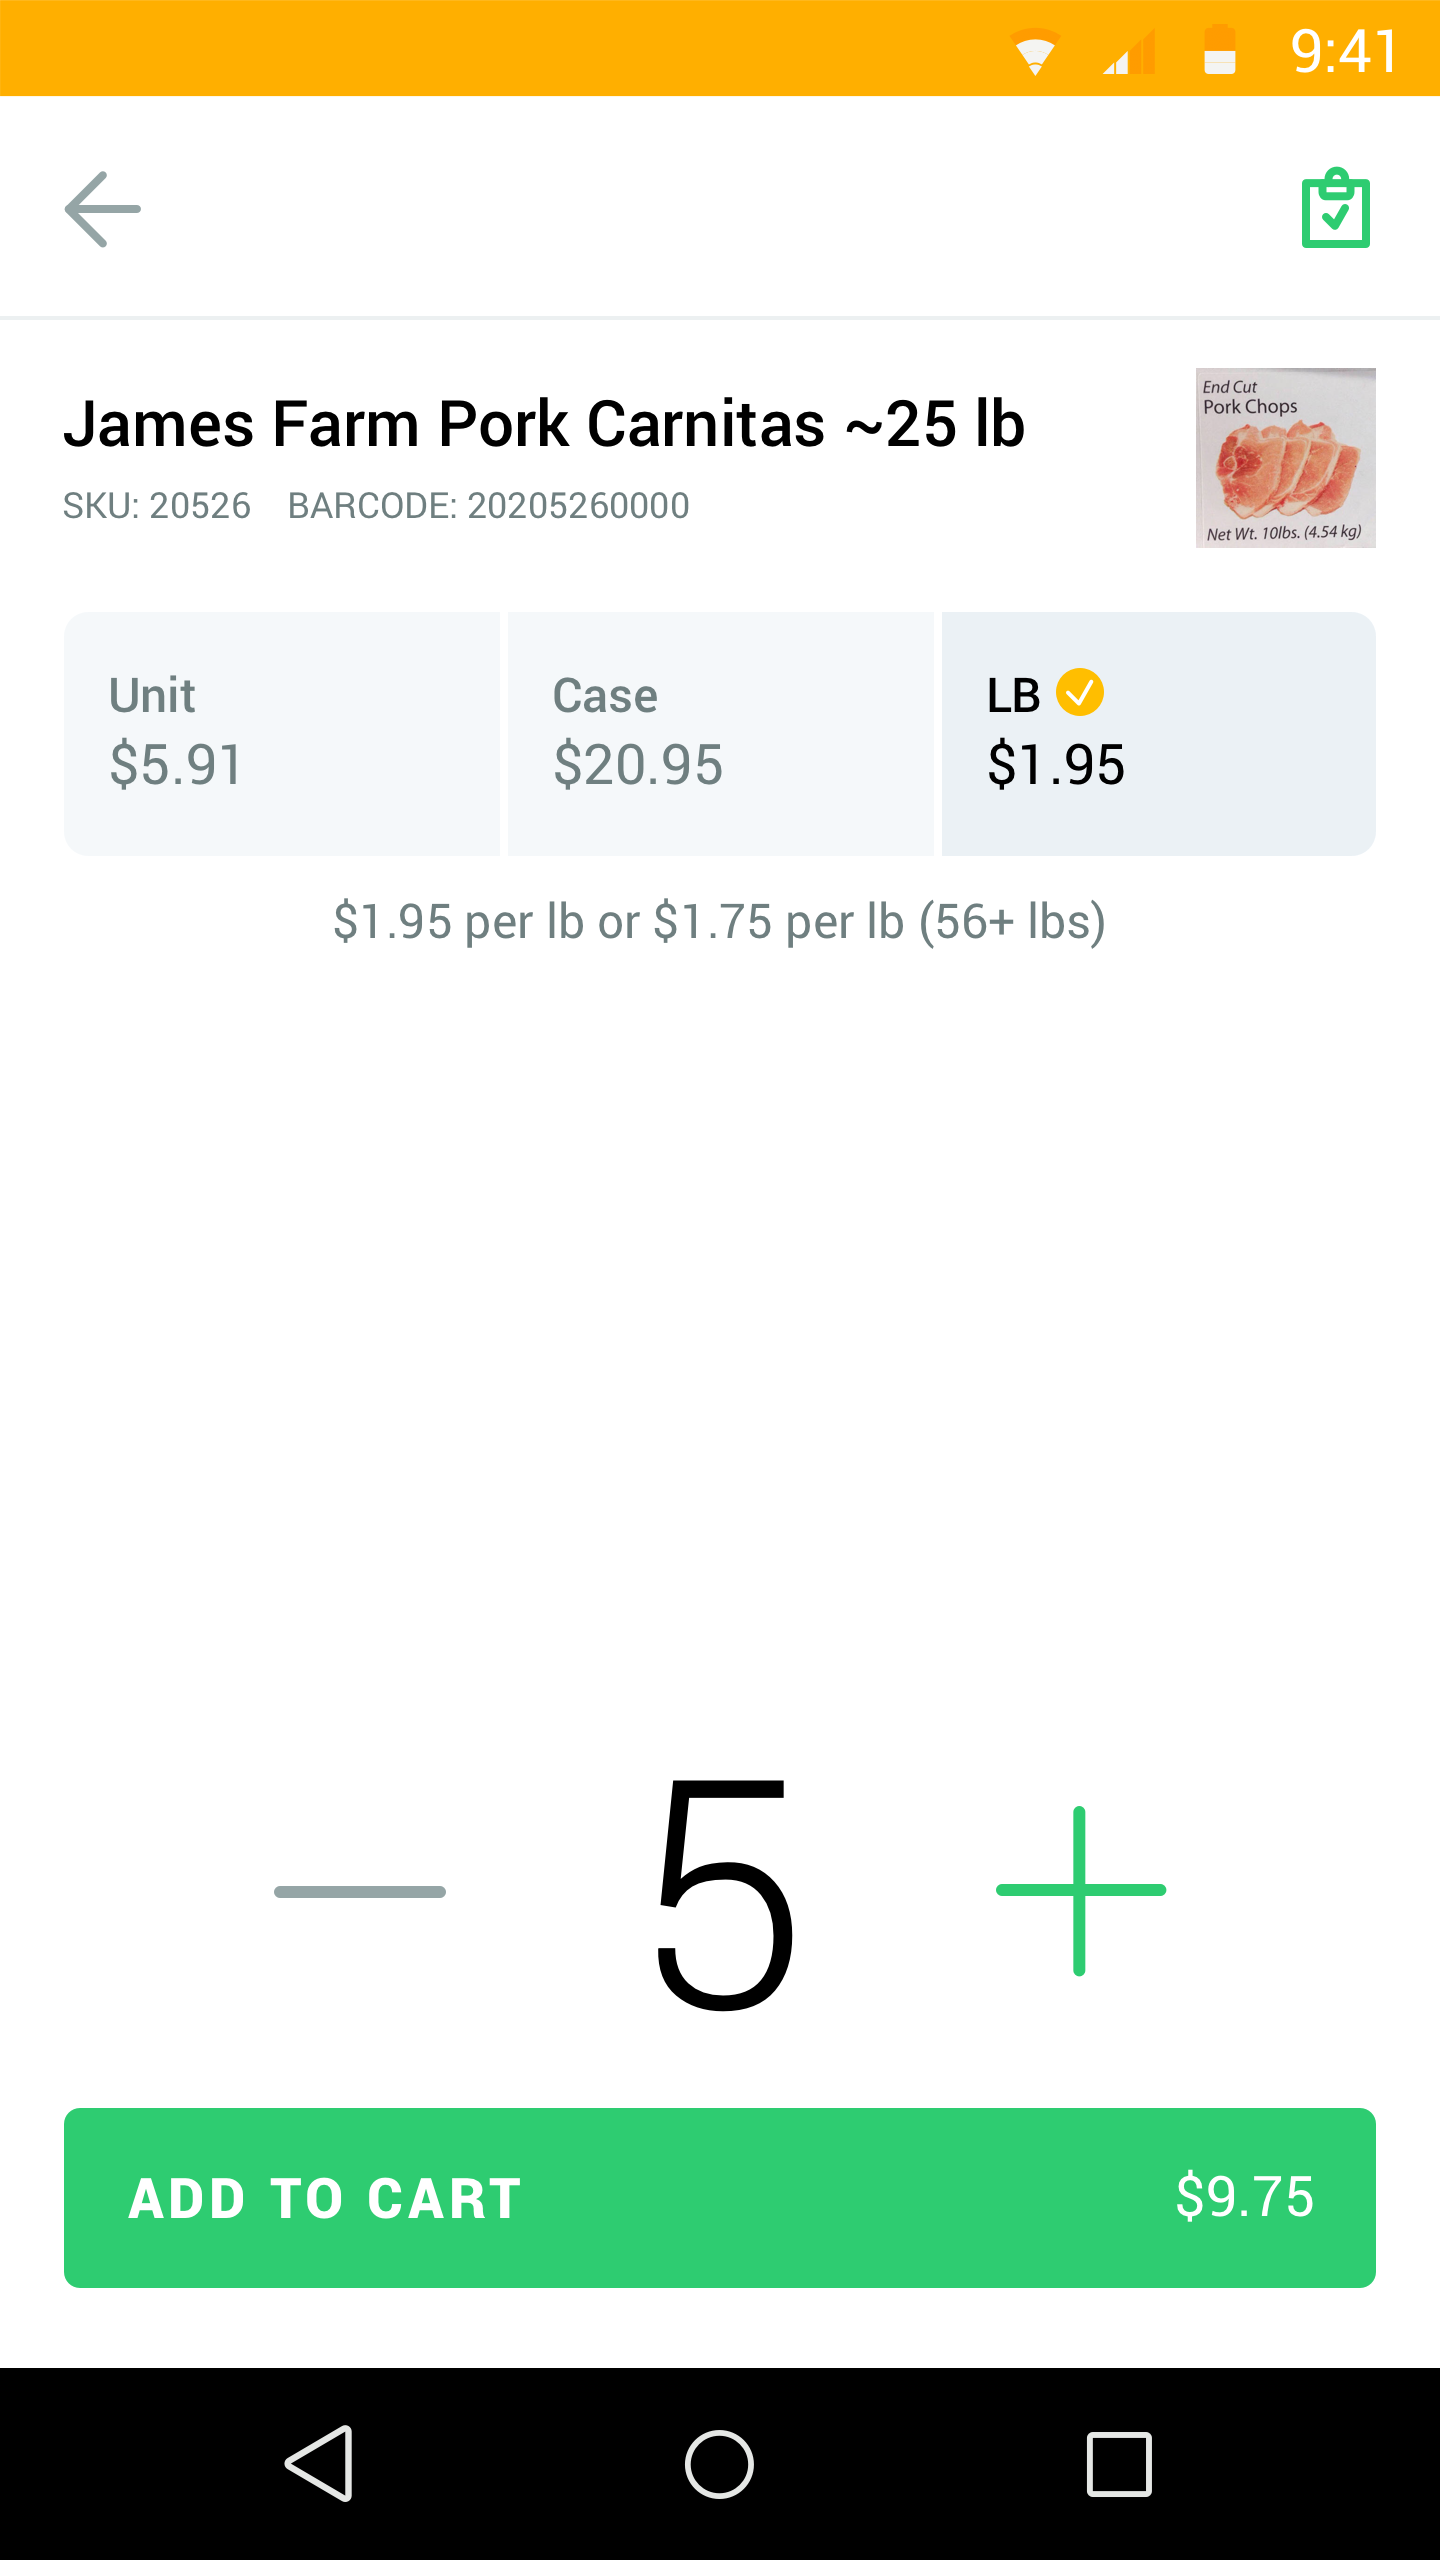 9:41
James Farm Pork Carnitas ~25 lb
SKU: 20526 BARCODE: 20205260000
End Cut
Pork Chops
Net Wt. 10lbs. (4.54 kg)
Unit
$5.91
Case
$20.95
LB
$1.95
$1.95 per lb or $1.75 per lb (56+ lbs)
5
ADD TO CART $9.75